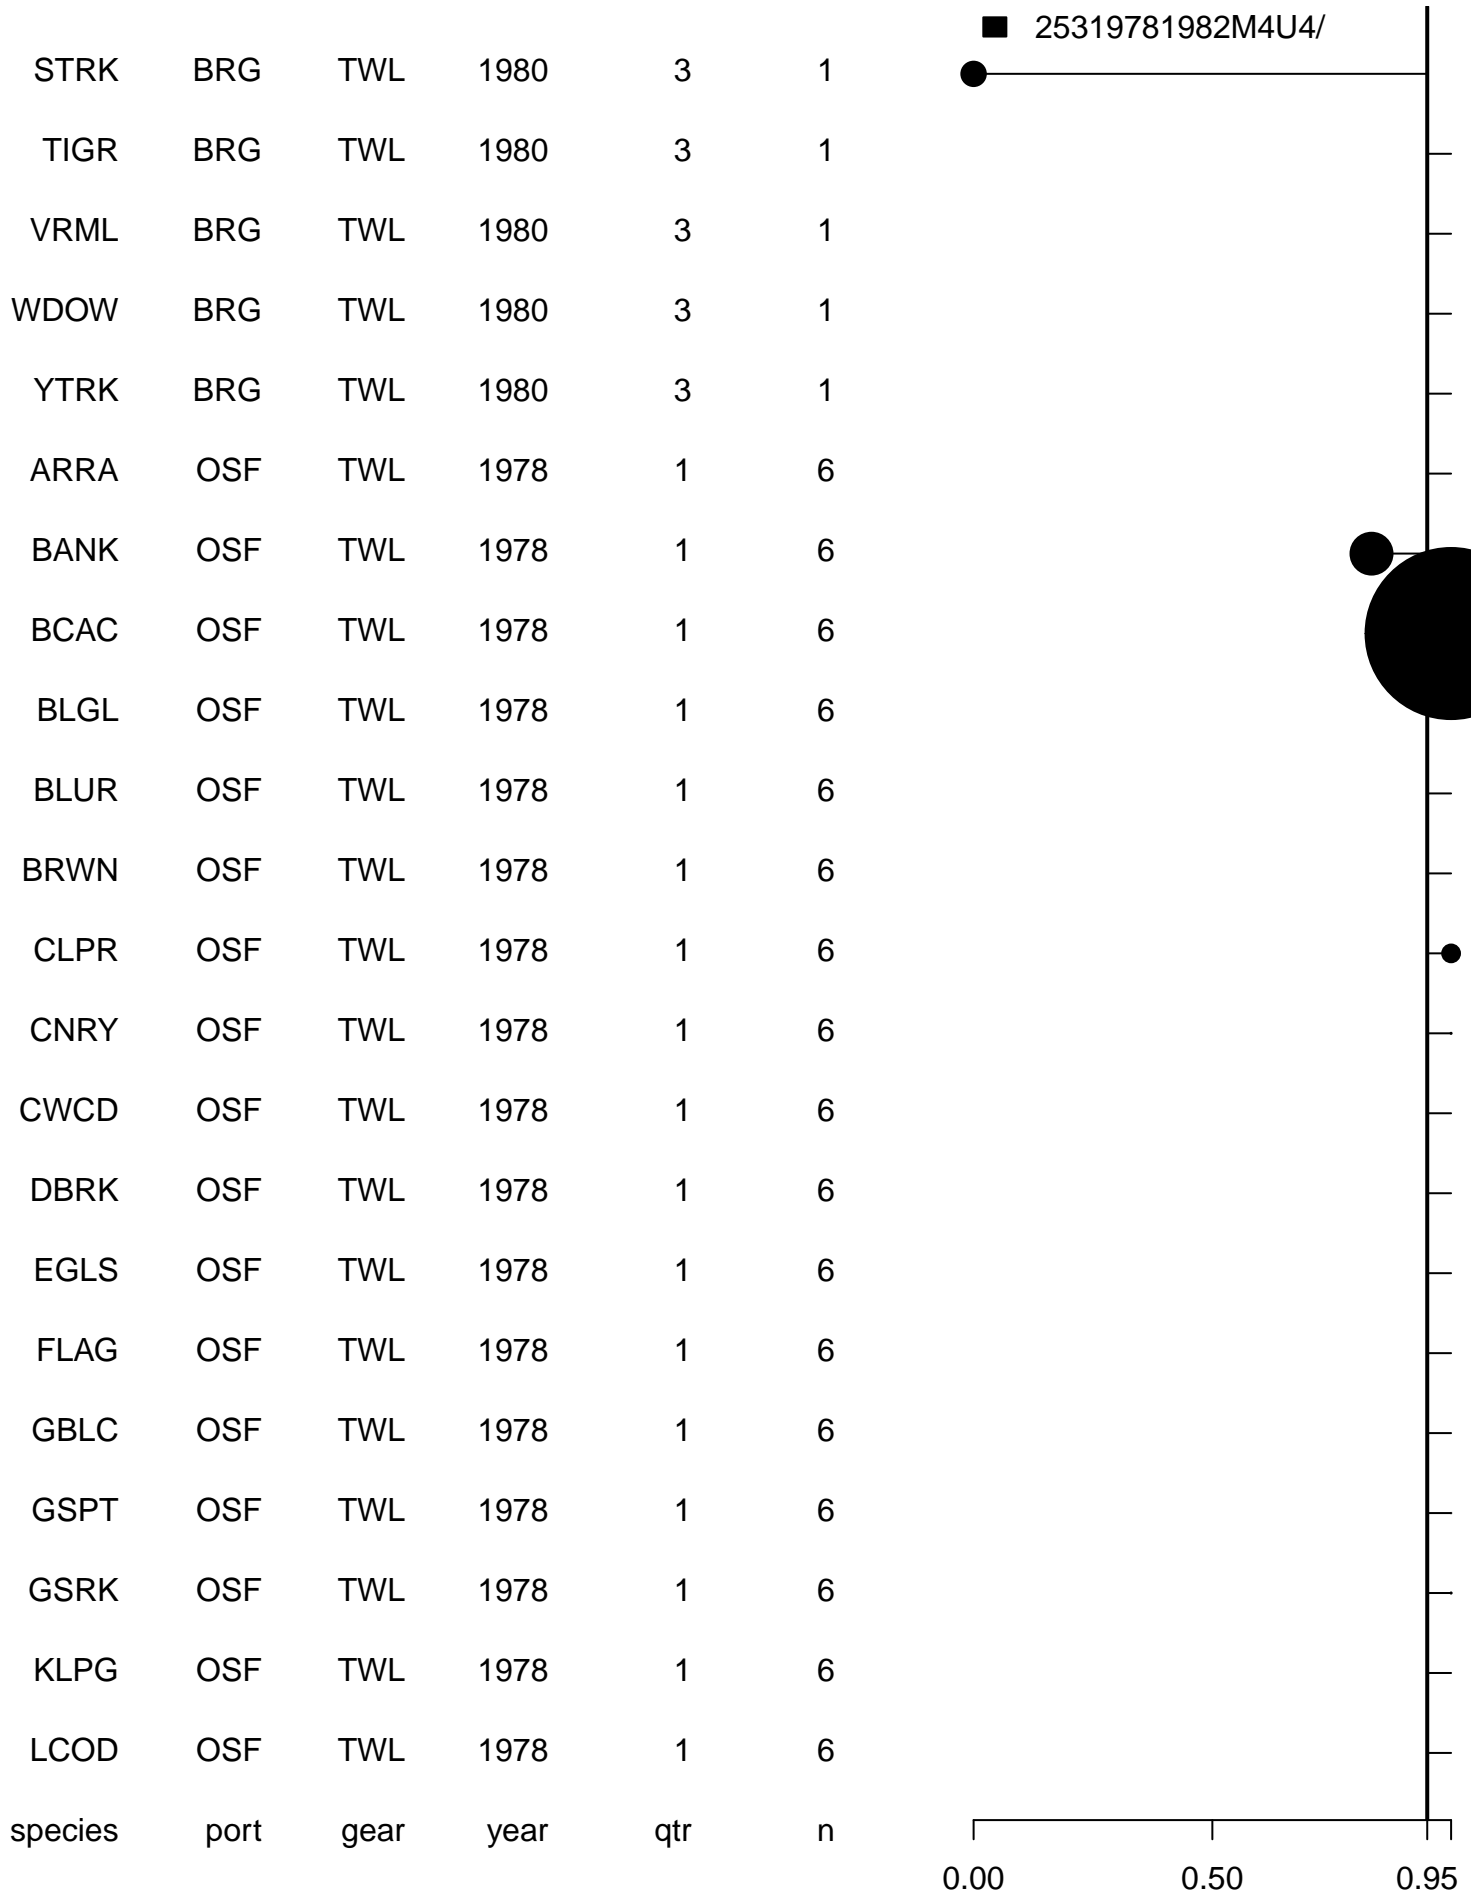 25319781982M4U4/
STRK BRG TWL 1980 3 1
TIGR BRG TWL 1980 3 1
VRML BRG TWL 1980 3 1
WDOW BRG TWL 1980 3 1
YTRK BRG TWL 1980 3 1
ARRA OSF TWL 1978 1 6
BANK OSF TWL 1978 1 6
BCAC OSF TWL 1978 1 6
BLGL OSF TWL 1978 1 6
BLUR OSF TWL 1978 1 6
BRWN OSF TWL 1978 1 6
CLPR OSF TWL 1978 1 6
CNRY OSF TWL 1978 1 6
CWCD OSF TWL 1978 1 6
DBRK OSF TWL 1978 1 6
EGLS OSF TWL 1978 1 6
FLAG OSF TWL 1978 1 6
GBLC OSF TWL 1978 1 6
GSPT OSF TWL 1978 1 6
GSRK OSF TWL 1978 1 6
KLPG OSF TWL 1978 1 6
LCOD OSF TWL 1978 1 6
species port gear year qtr n
0.00 0.50 0.95